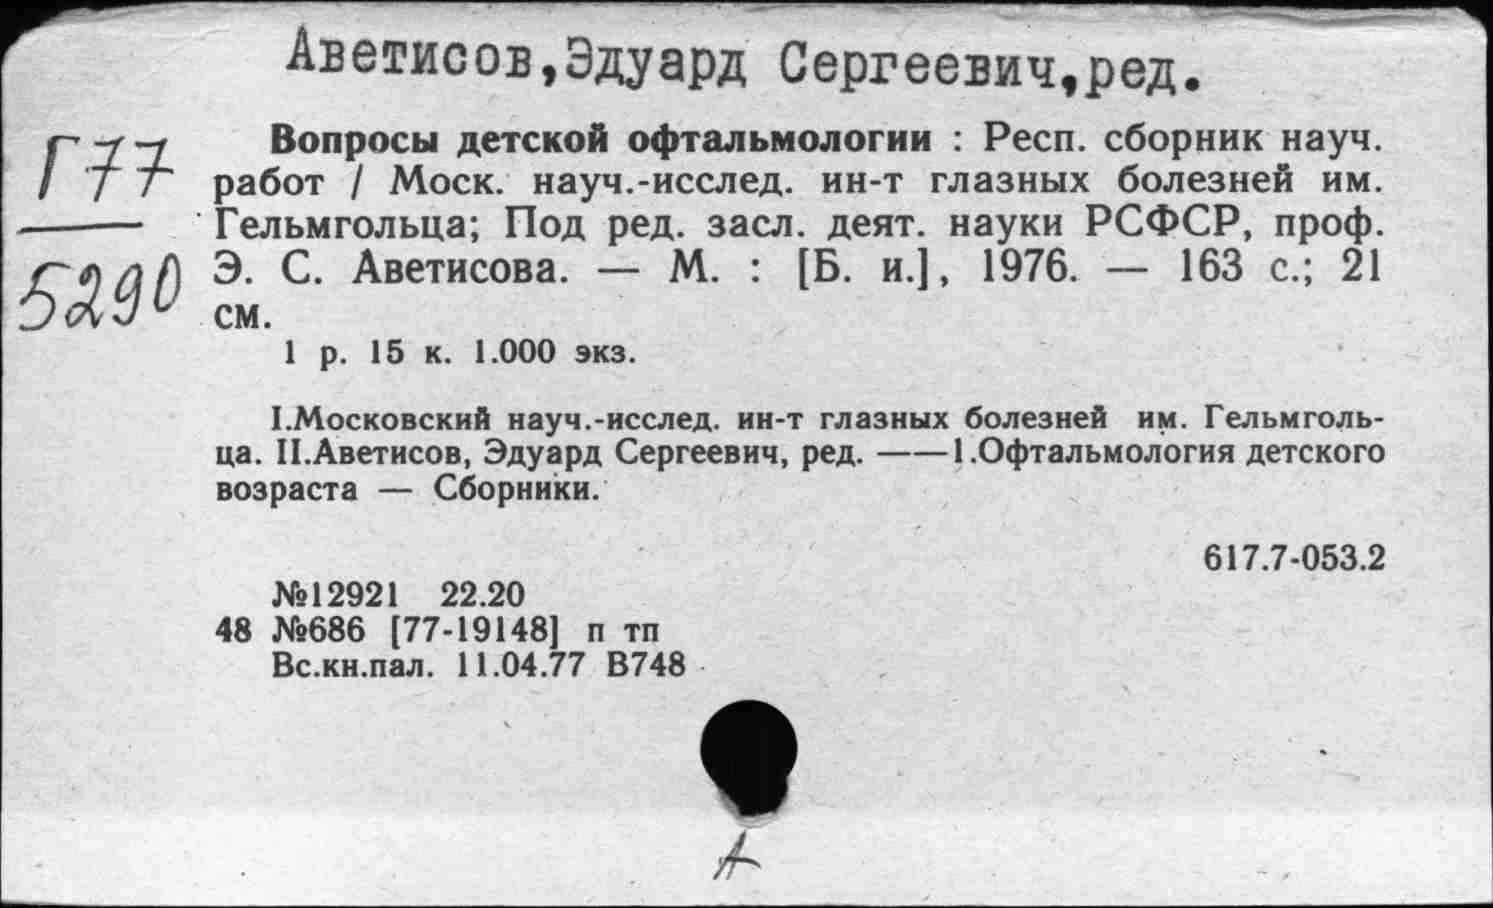 Аветисов,Эдуард Сергеевич,ред.
Г77
5290
Вопросы детской офтальмологии : Респ. сборник науч.
работ / Моск. науч.-исслед. ин-т глазных болезней им.
Гельмгольца; Под ред. засл. деят. науки РСФСР, проф.
Э. С. Аветисова. — М. : [Б. и.], 1976. — 163 с.; 21
см.
1 р. 15 к. 1.000 экз.
I.Московский науч.-исслед. ин-т глазных болезней им. Гельмголь-
ца. II.Аветисов, Эдуард Сергеевич, ред. ——1.Офтальмология детского
возраста — Сборники.
617.7-053.2
№12921 22.20
48 №686 [77-19148] п тп
Вс.кн.пал. 11.04.77 В748
А